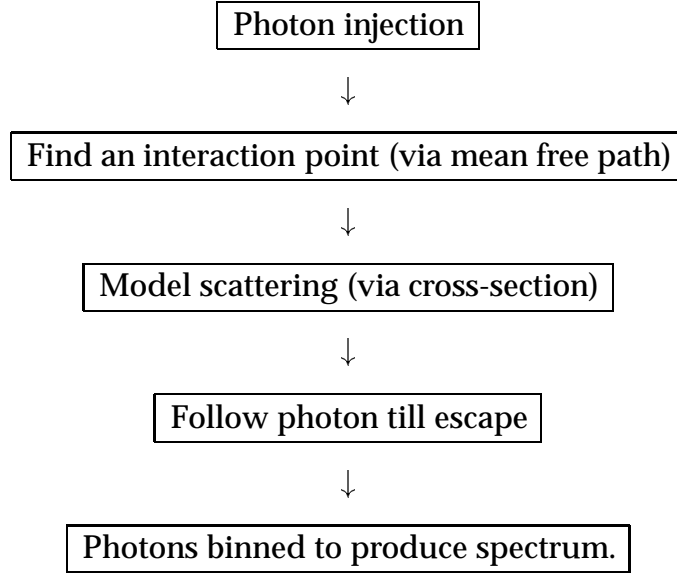 Photon injection
↓
Find an interaction point (via mean free path)
↓
Model scattering (via cross-section)
↓
Follow photon till escape
↓
Photons binned to produce spectrum.